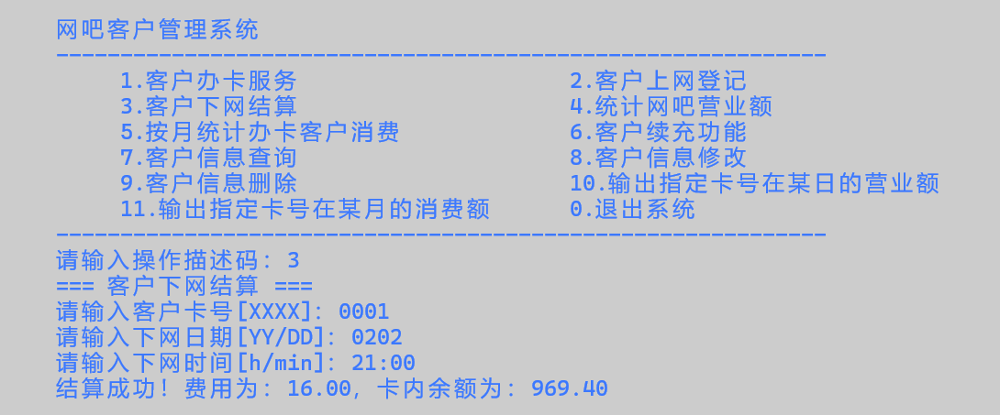 网吧客户管理系统
------------------------------------------------------------
1.客户办卡服务 2.客户上网登记
3.客户下网结算 4.统计网吧营业额
5.按月统计办卡客户消费 6.客户续充功能
7.客户信息查询 8.客户信息修改
9.客户信息删除 10.输出指定卡号在某日的营业额
11.输出指定卡号在某月的消费额 0.退出系统
------------------------------------------------------------
请输入操作描述码：3
=== 客户下网结算 ===
请输入客户卡号[XXXX]：0001
请输入下网日期[YY/DD]：0202
请输入下网时间[h/min]：21:00
结算成功！费用为：16.00，卡内余额为：969.40